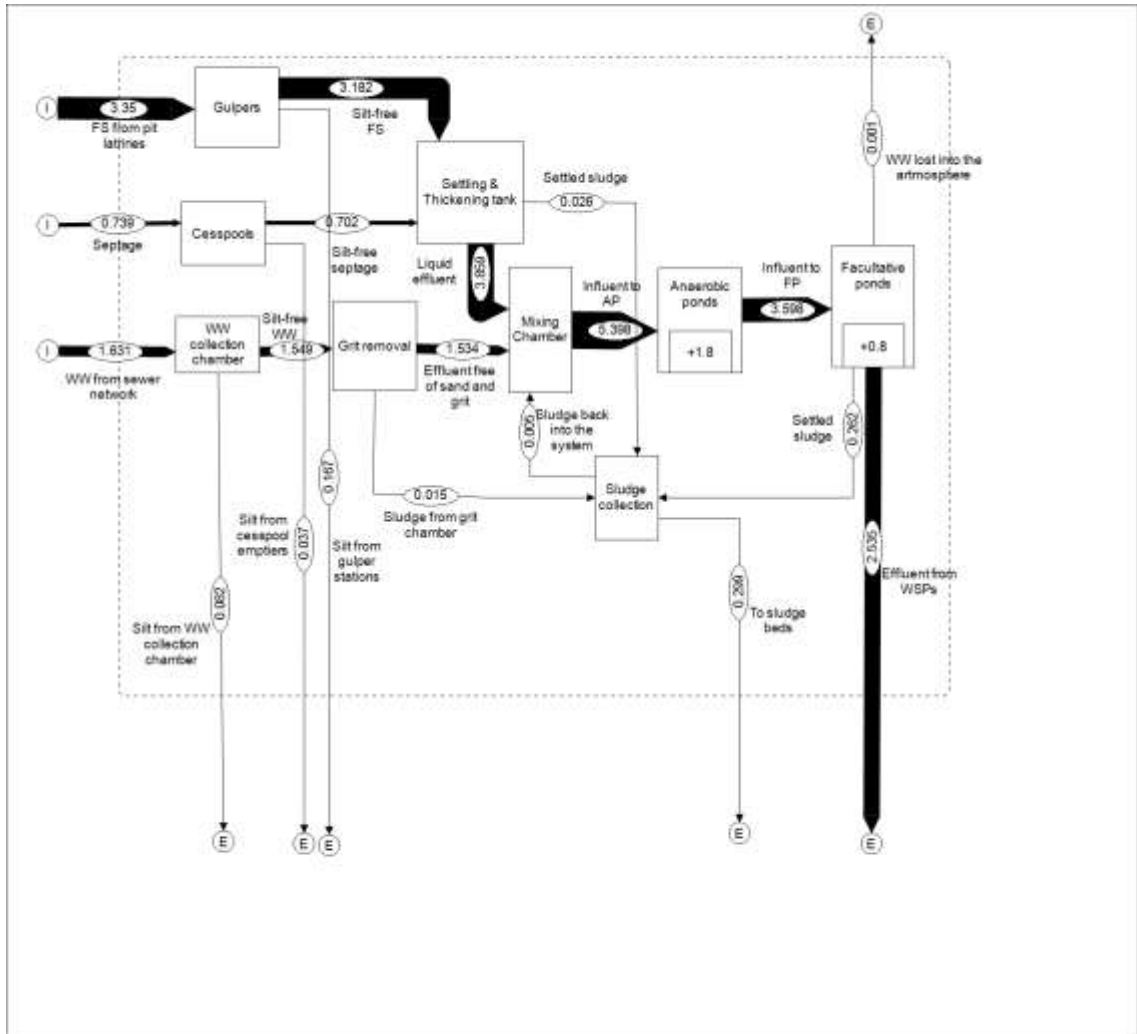 E
3.182
Gulpers
I
3.35
FS from pit
latrines
Silt-free
FS
0.001
WW lost into the
artmosphere
Settling &
Thickening tank
Settled sludge
0.026
I
0.739
Septage
Cesspools
0.702
Silt-free
septage
Liquid
effluent
3.859
Influent to
AP
5.398
Anaerobic
ponds
+1.8
Influent to
FP
3.598
Facultative
ponds
+0.8
I
1.631
WW from sewer
network
WW
collection
chamber
Silt-free
WW
1.549
Grit removal
1.534
Effluent free
of sand and
grit
Mixing
Chamber
Sludge back
into the
system
0.005
Settled
sludge
0.262
0.167
0.015
Sludge from grit
chamber
Sludge
collection
Silt from
cesspool
emptiers
0.037
Silt from
gulper
stations
2.535
Effluent from
WSPs
0.082
Silt from WW
collection
chamber
0.299
To sludge
beds
E
E
E
E
E